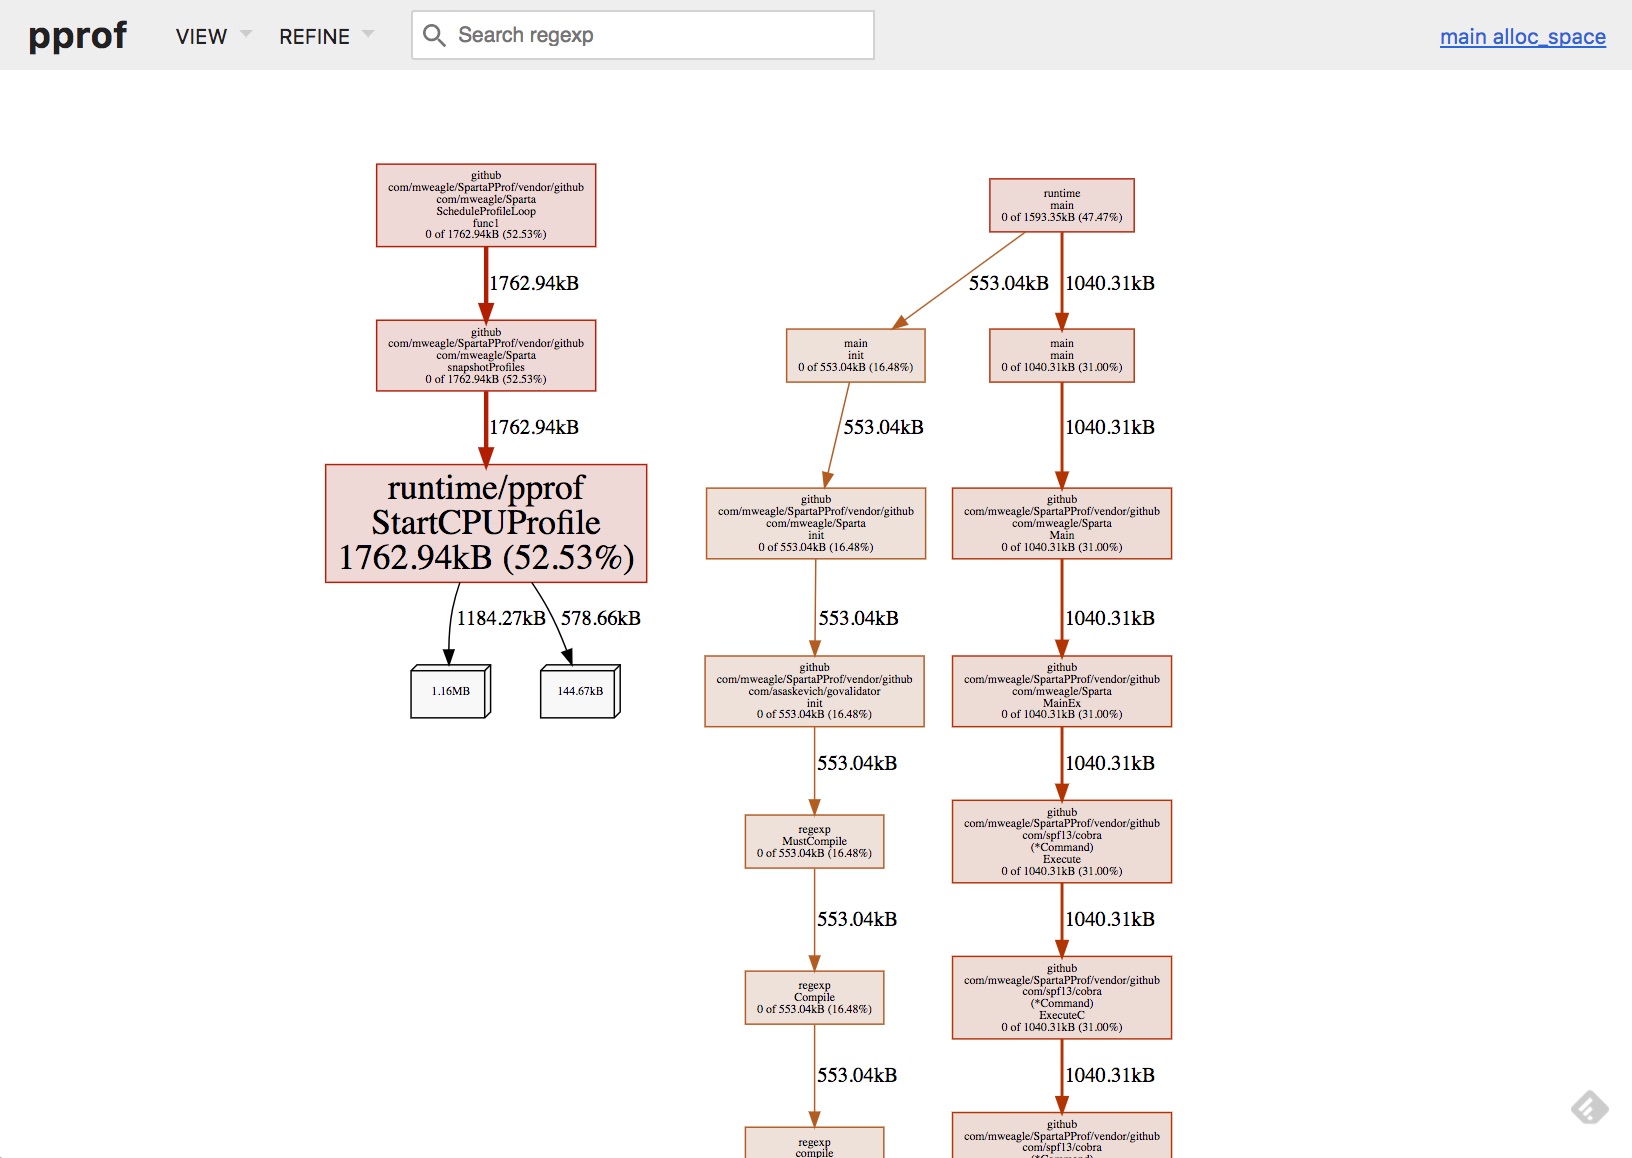 pprof
VIEW
REFINE
Search regexp
main alloc_space
github
com/mweagle/SpartaPProf/vendor/github
com/mweagle/Sparta
ScheduleProfileLoop
func1
0 of 1762.94kB (52.53%)
1762.94kB
github
com/mweagle/SpartaPProf/vendor/github
com/mweagle/Sparta
snapshotProfiles
0 of 1762.94kB (52.53%)
1762.94kB
runtime/pprof
StartCPUProfile
1762.94kB (52.53%)
1184.27kB
578.66kB
1.16MB
144.67kB
runtime
main
0 of 1593.35kB (47.47%)
553.04kB
1040.31kB
main
init
0 of 553.04kB (16.48%)
553.04kB
github
com/mweagle/SpartaPProf/vendor/github
com/mweagle/Sparta
init
0 of 553.04kB (16.48%)
553.04kB
github
com/mweagle/SpartaPProf/vendor/github
com/asaskevich/govalidator
init
0 of 553.04kB (16.48%)
553.04kB
regexp
MustCompile
0 of 553.04kB (16.48%)
553.04kB
regexp
Compile
0 of 553.04kB (16.48%)
553.04kB
regexp
compile
main
main
0 of 1040.31kB (31.00%)
1040.31kB
github
com/mweagle/SpartaPProf/vendor/github
com/mweagle/Sparta
Main
0 of 1040.31kB (31.00%)
1040.31kB
github
com/mweagle/SpartaPProf/vendor/github
com/mweagle/Sparta
MainEx
0 of 1040.31kB (31.00%)
1040.31kB
github
com/mweagle/SpartaPProf/vendor/github
com/spf13/cobra
(*Command)
Execute
0 of 1040.31kB (31.00%)
1040.31kB
github
com/mweagle/SpartaPProf/vendor/github
com/spf13/cobra
(*Command)
ExecuteC
0 of 1040.31kB (31.00%)
1040.31kB
github
com/mweagle/SpartaPProf/vendor/github
com/spf13/cobra